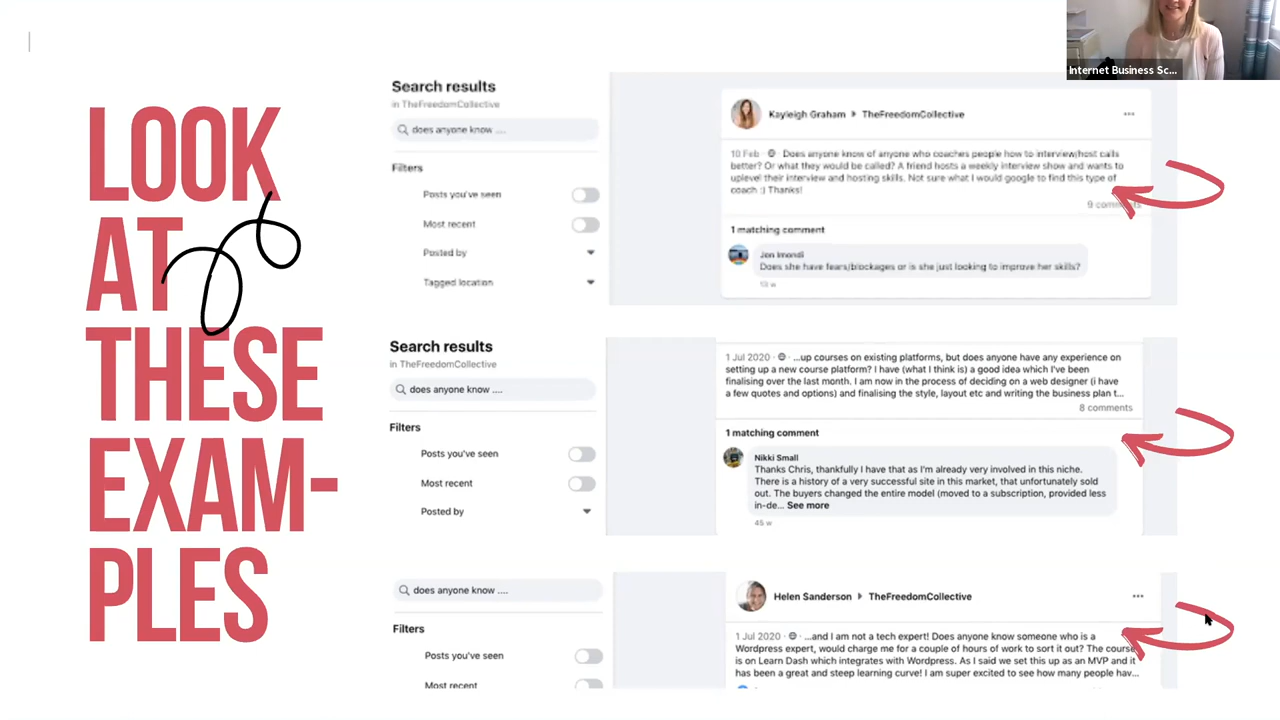 Internet Business Sc...
LOOK
AT
THESE
EXAM-
PLES
Search results
in TheFreedomCollective
does anyone know ....
Filters
Posts you've seen
Most recent
Posted by
Tagged location
Kayleigh Graham TheFreedomCollective
10 Feb · Does anyone know of anyone who coaches people how to interview/host calls
better? Or what they would be called? A friend hosts a weekly interview show and wants to
uplevel their interview and hosting skills. Not sure what I would google to find this type of
coach :) Thanks!
9 comments
1 matching comment
Jon Imondi
Does she have fears/blockages or is she just looking to improve her skills?
13 w
Search results
in TheFreedomCollective
does anyone know ....
Filters
Posts you've seen
Most recent
Posted by
1 Jul 2020 · ...up courses on existing platforms, but does anyone have any experience on
setting up a new course platform? I have (what I think is) a good idea which I've been
finalising over the last month. I am now in the process of deciding on a web designer (i have
a few quotes and options) and finalising the style, layout etc and writing the business plan t...
8 comments
1 matching comment
Nikki Small
Thanks Chris, thankfully I have that as I'm already very involved in this niche.
There is a history of a very successful site in this market, that unfortunately sold
out. The buyers changed the entire model (moved to a subscription, provided less
in-de... See more
45 w
does anyone know ....
Filters
Posts you've seen
Most recent
Helen Sanderson TheFreedomCollective
1 Jul 2020 · ...and I am not a tech expert! Does anyone know someone who is a
Wordpress expert, would charge me for a couple of hours of work to sort it out? The course
is on Learn Dash which integrates with Wordpress. As I said we set this up as an MVP and it
has been a great and steep learning curve! I am super excited to see how many people hav...